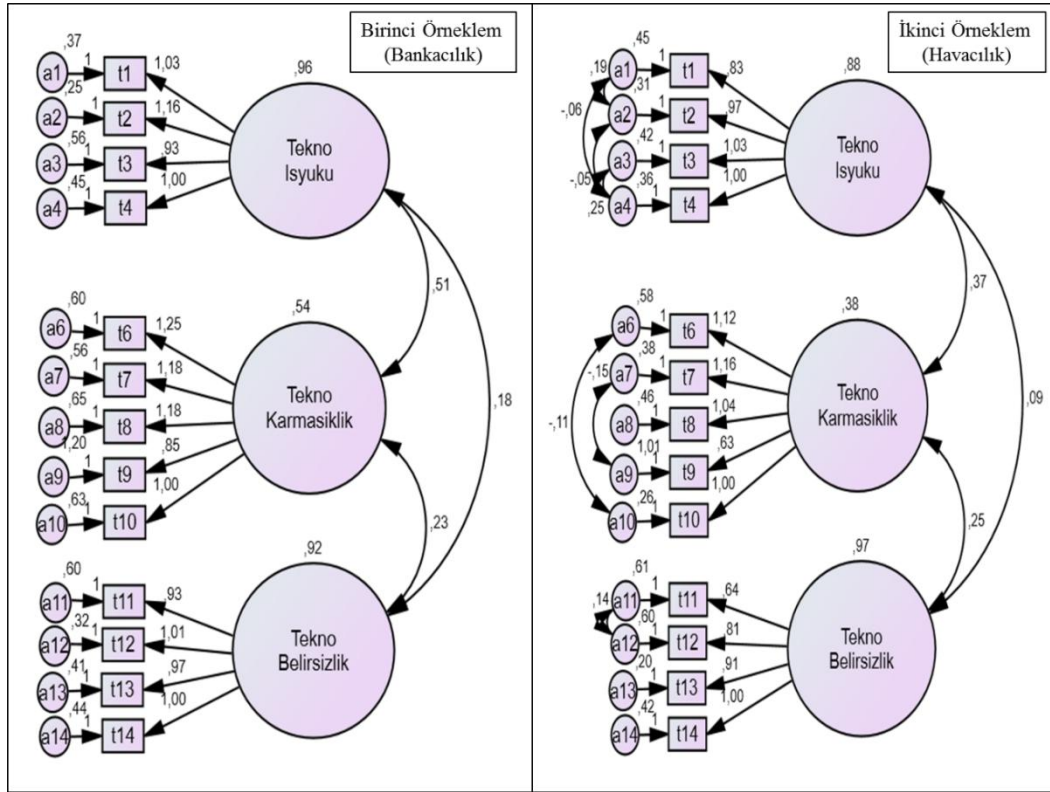 Birinci Örneklem
(Bankacılık)
,37
a1 1 t1 1,03
,25
a2 1 t2 1,16
,56
a3 1 t3 ,93
,45
a4 1 t4 1,00
,96
Tekno
Isyuku
,51
,18
,60
a6 1 t6 1,25
,56
a7 1 t7 1,18
,65
a8 1 t8 1,18
1,20
a9 1 t9 ,85
,63
a10 1 t10 1,00
,54
Tekno
Karmasiklik
,23
,60
a11 1 t11 ,93
,32
a12 1 t12 1,01
,41
a13 1 t13 ,97
,44
a14 1 t14 1,00
,92
Tekno
Belirsizlik
İkinci Örneklem
(Havacılık)
,45
,19 a1 1 t1 ,83
,31
-,06 a2 1 t2 ,97
,42
a3 1 t3 1,03
-,05 ,36
,25 a4 1 t4 1,00
,88
Tekno
Isyuku
,37
,09
,58
a6 1 t6 1,12
,38
-,15 a7 1 t7 1,16
,46
-,11 a8 1 t8 1,04
1,01
a9 1 t9 ,63
,26
a10 1 t10 1,00
,38
Tekno
Karmasiklik
,25
,61
a11 1 t11 ,64
,14 ,60
a12 1 t12 ,81
,20
a13 1 t13 ,91
,42
a14 1 t14 1,00
,97
Tekno
Belirsizlik